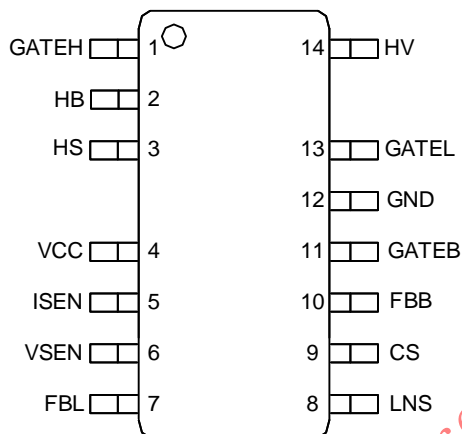 GATEH 1 14 HV
HB 2
HS 3 13 GATEL
12 GND
VCC 4 11 GATEB
ISEN 5 10 FBB
VSEN 6 9 CS
FBL 7 8 LNS